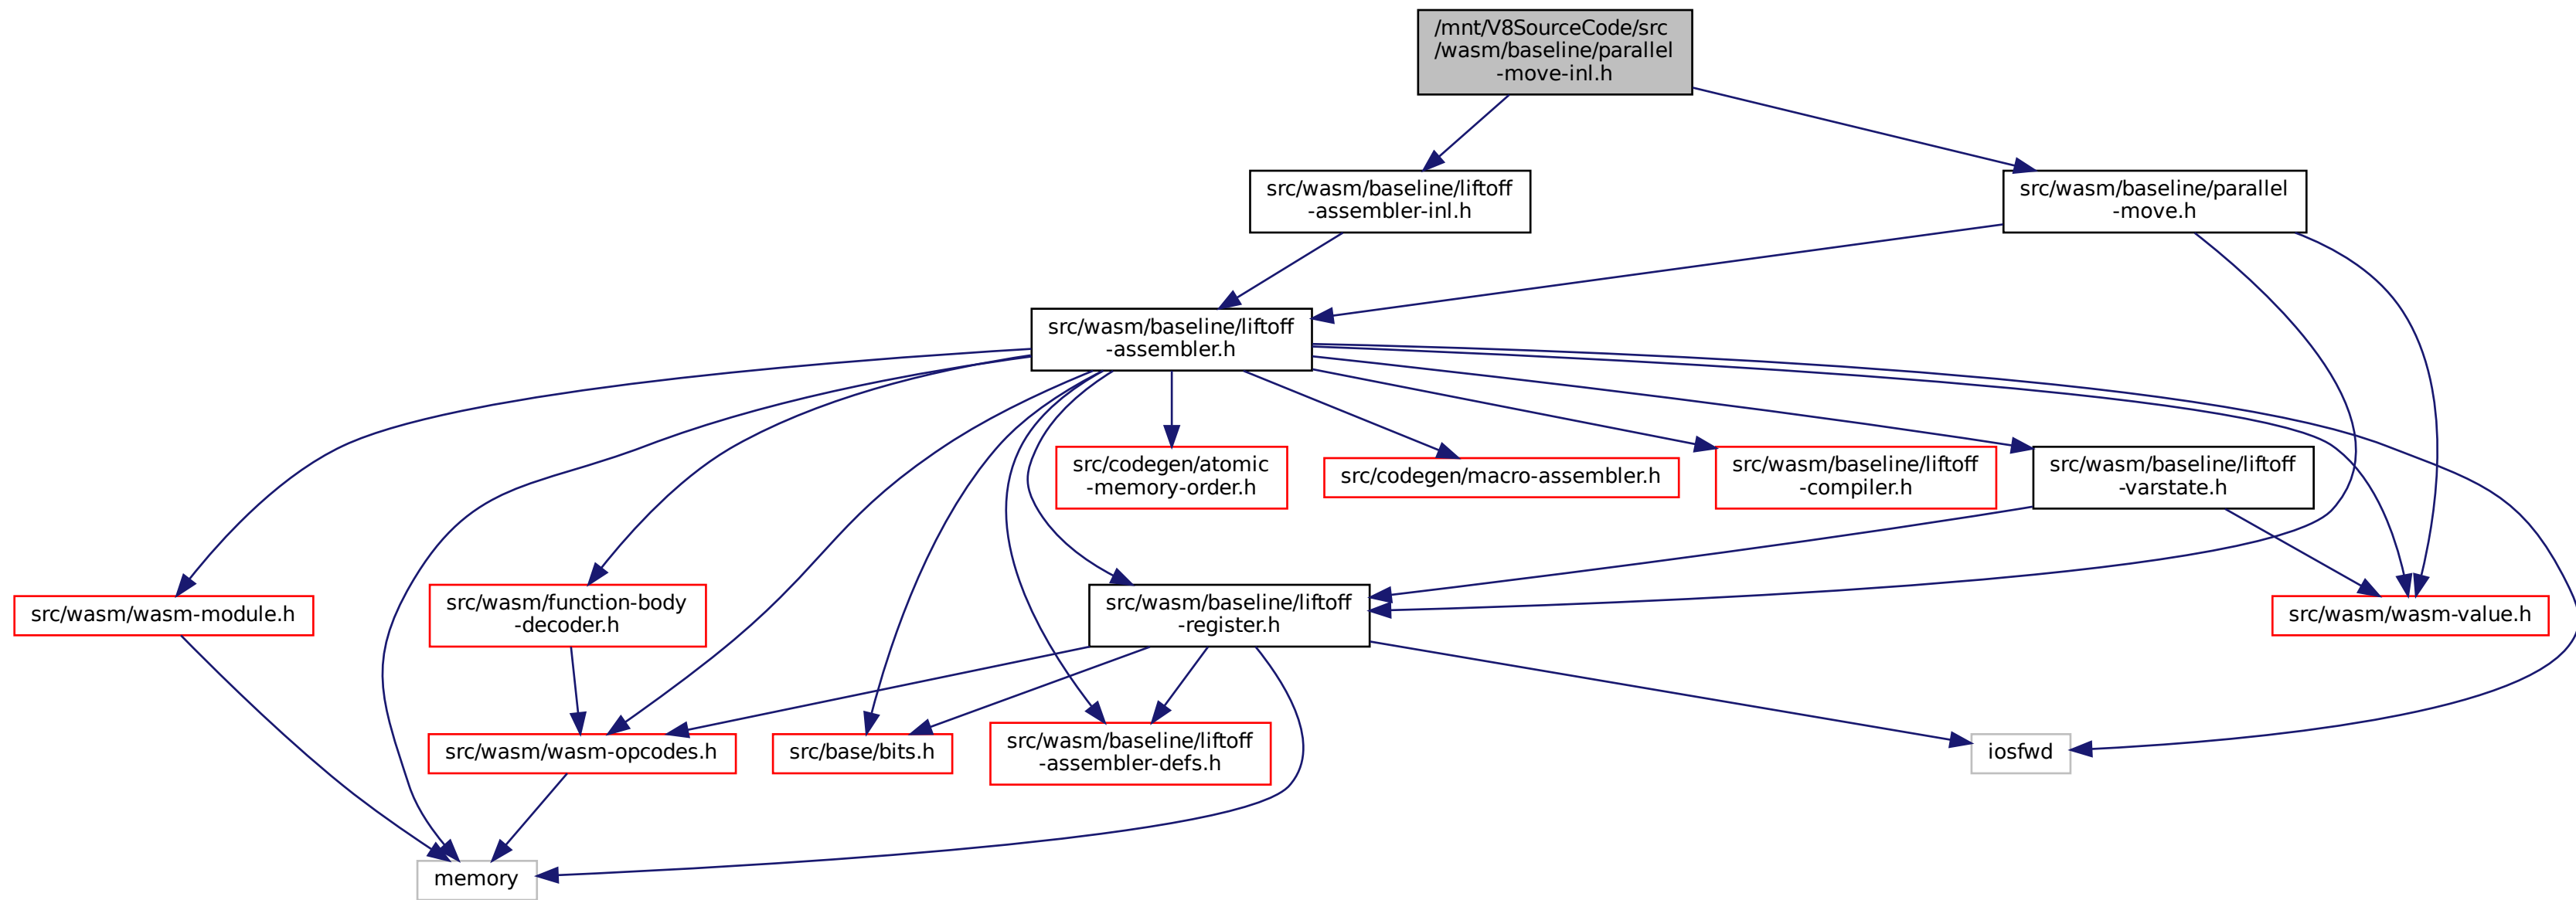 /mnt/V8SourceCode/src
/wasm/baseline/parallel
-move-inl.h
src/wasm/baseline/liftoff
-assembler-inl.h
src/wasm/baseline/parallel
-move.h
src/wasm/baseline/liftoff
-assembler.h
src/codegen/atomic
-memory-order.h
src/codegen/macro-assembler.h
src/wasm/baseline/liftoff
-compiler.h
src/wasm/baseline/liftoff
-varstate.h
src/wasm/wasm-module.h
src/wasm/function-body
-decoder.h
src/wasm/baseline/liftoff
-register.h
src/wasm/wasm-value.h
src/wasm/wasm-opcodes.h
src/base/bits.h
src/wasm/baseline/liftoff
-assembler-defs.h
iosfwd
memory